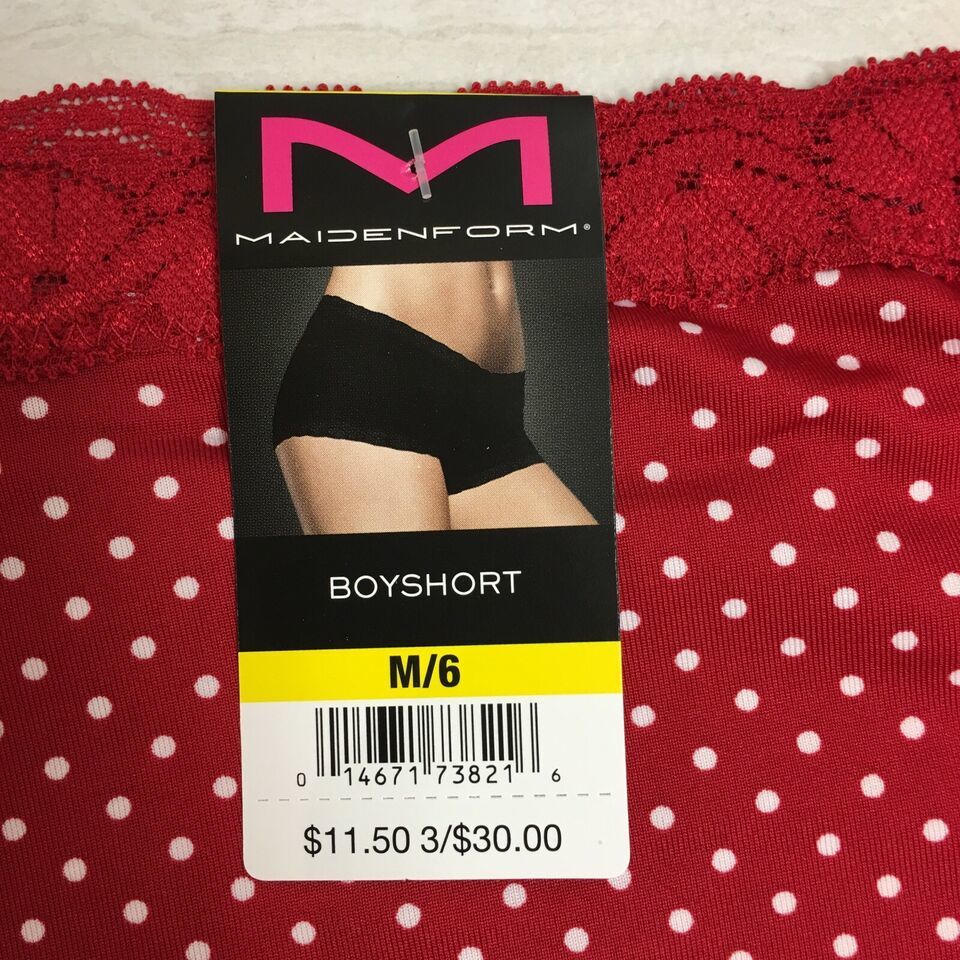 MAIDENFORM®
BOYSHORT
M/6
0 14671 73821 6
$11.50 3/$30.00